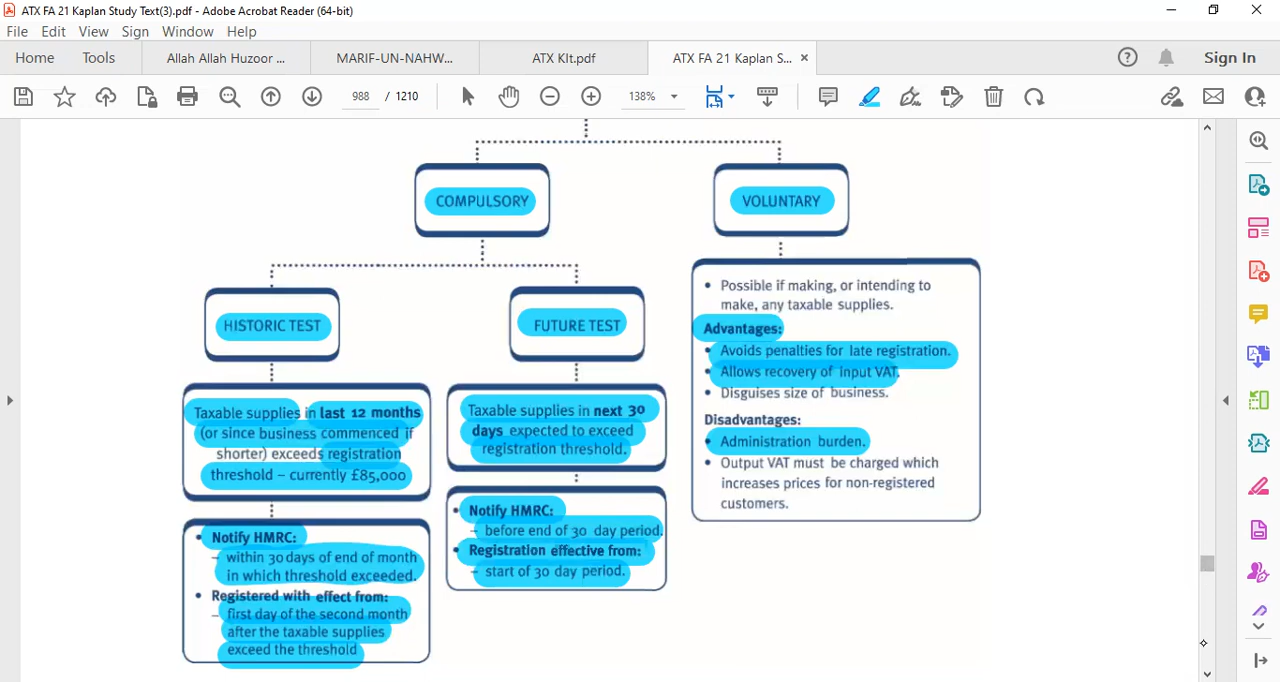 ATX FA 21 Kaplan Study Text(3).pdf - Adobe Acrobat Reader (64-bit)
File Edit View Sign Window Help
Home Tools Allah Allah Huzoor ... MARIF-UN-NAHW... ATX KIt.pdf ATX FA 21 Kaplan S... × Sign In
988 / 1210 138%
COMPULSORY
VOLUNTARY
HISTORIC TEST
FUTURE TEST
Taxable supplies in last 12 months
(or since business commenced if
shorter) exceeds registration
threshold – currently £85,000
• Notify HMRC:
– within 30 days of end of month
in which threshold exceeded.
• Registered with effect from:
– first day of the second month
after the taxable supplies
exceed the threshold
Taxable supplies in next 30
days expected to exceed
registration threshold.
• Notify HMRC:
– before end of 30 day period.
• Registration effective from:
– start of 30 day period.
• Possible if making, or intending to
make, any taxable supplies.
Advantages:
• Avoids penalties for late registration.
• Allows recovery of input VAT.
• Disguises size of business.
Disadvantages:
• Administration burden.
• Output VAT must be charged which
increases prices for non-registered
customers.